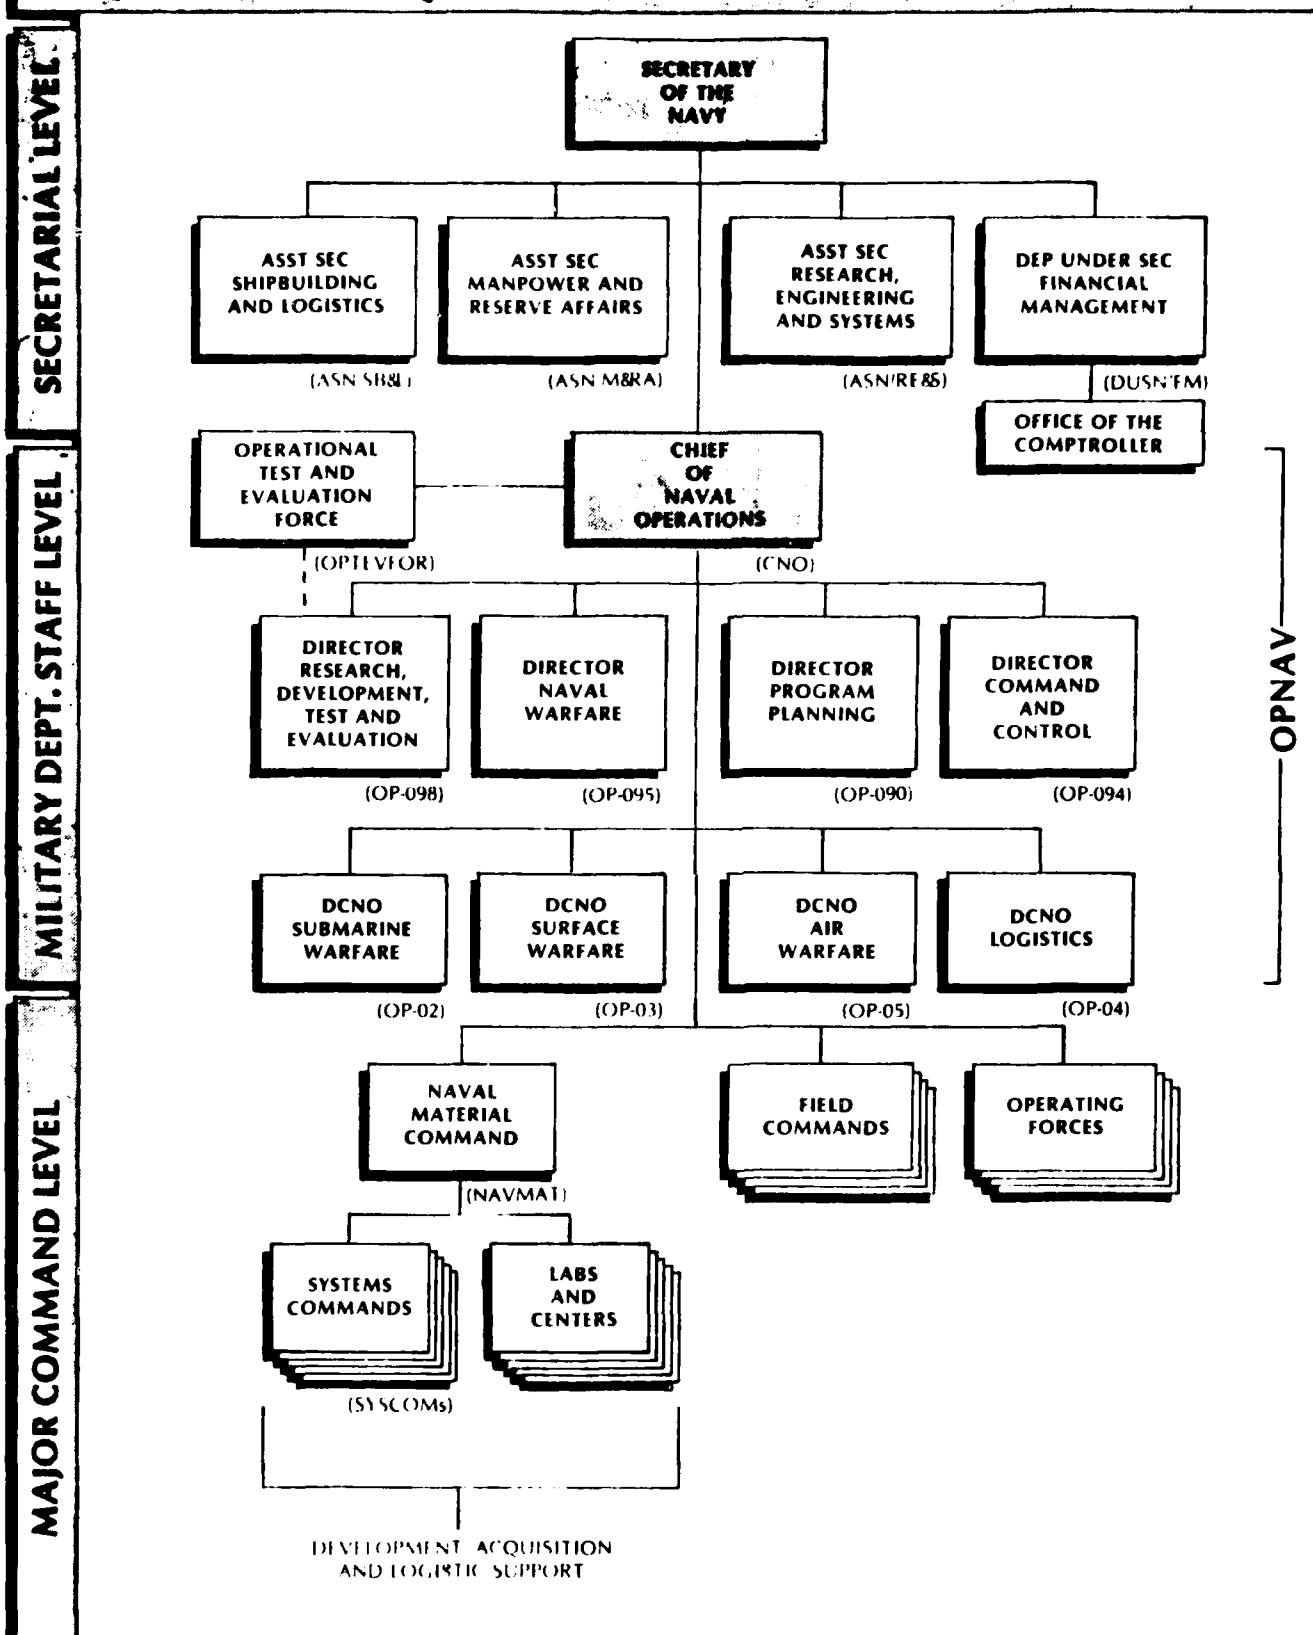 SECRETARIAL LEVEL
SECRETARY
OF THE
NAVY
ASST SEC
SHIPBUILDING
AND LOGISTICS
(ASN/SB&L)
ASST SEC
MANPOWER AND
RESERVE AFFAIRS
(ASN/M&RA)
ASST SEC
RESEARCH,
ENGINEERING
AND SYSTEMS
(ASN/RE&S)
DEP UNDER SEC
FINANCIAL
MANAGEMENT
(DUSN/FM)
OFFICE OF THE
COMPTROLLER
MILITARY DEPT. STAFF LEVEL
OPERATIONAL
TEST AND
EVALUATION
FORCE
(OPTEVFOR)
CHIEF
OF
NAVAL
OPERATIONS
(CNO)
DIRECTOR
RESEARCH,
DEVELOPMENT,
TEST AND
EVALUATION
(OP-098)
DIRECTOR
NAVAL
WARFARE
(OP-095)
DIRECTOR
PROGRAM
PLANNING
(OP-090)
DIRECTOR
COMMAND
AND
CONTROL
(OP-094)
OPNAV
DCNO
SUBMARINE
WARFARE
(OP-02)
DCNO
SURFACE
WARFARE
(OP-03)
DCNO
AIR
WARFARE
(OP-05)
DCNO
LOGISTICS
(OP-04)
MAJOR COMMAND LEVEL
NAVAL
MATERIAL
COMMAND
(NAVMAT)
FIELD
COMMANDS
OPERATING
FORCES
SYSTEMS
COMMANDS
(SYSCOMs)
LABS
AND
CENTERS
DEVELOPMENT ACQUISITION
AND LOGISTIC SUPPORT